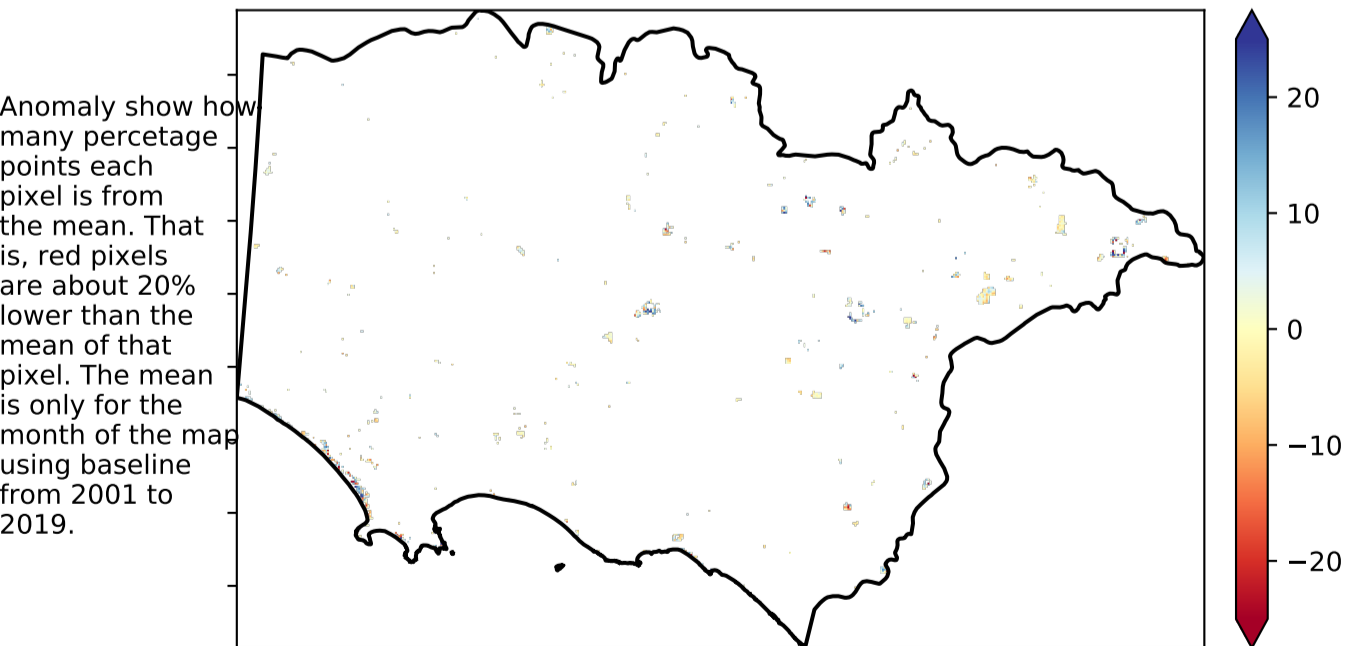 Anomaly show how
many percetage
points each
pixel is from
the mean. That
is, red pixels
are about 20%
lower than the
mean of that
pixel. The mean
is only for the
month of the map
using baseline
from 2001 to
2019.
20
10
0
−10
−20